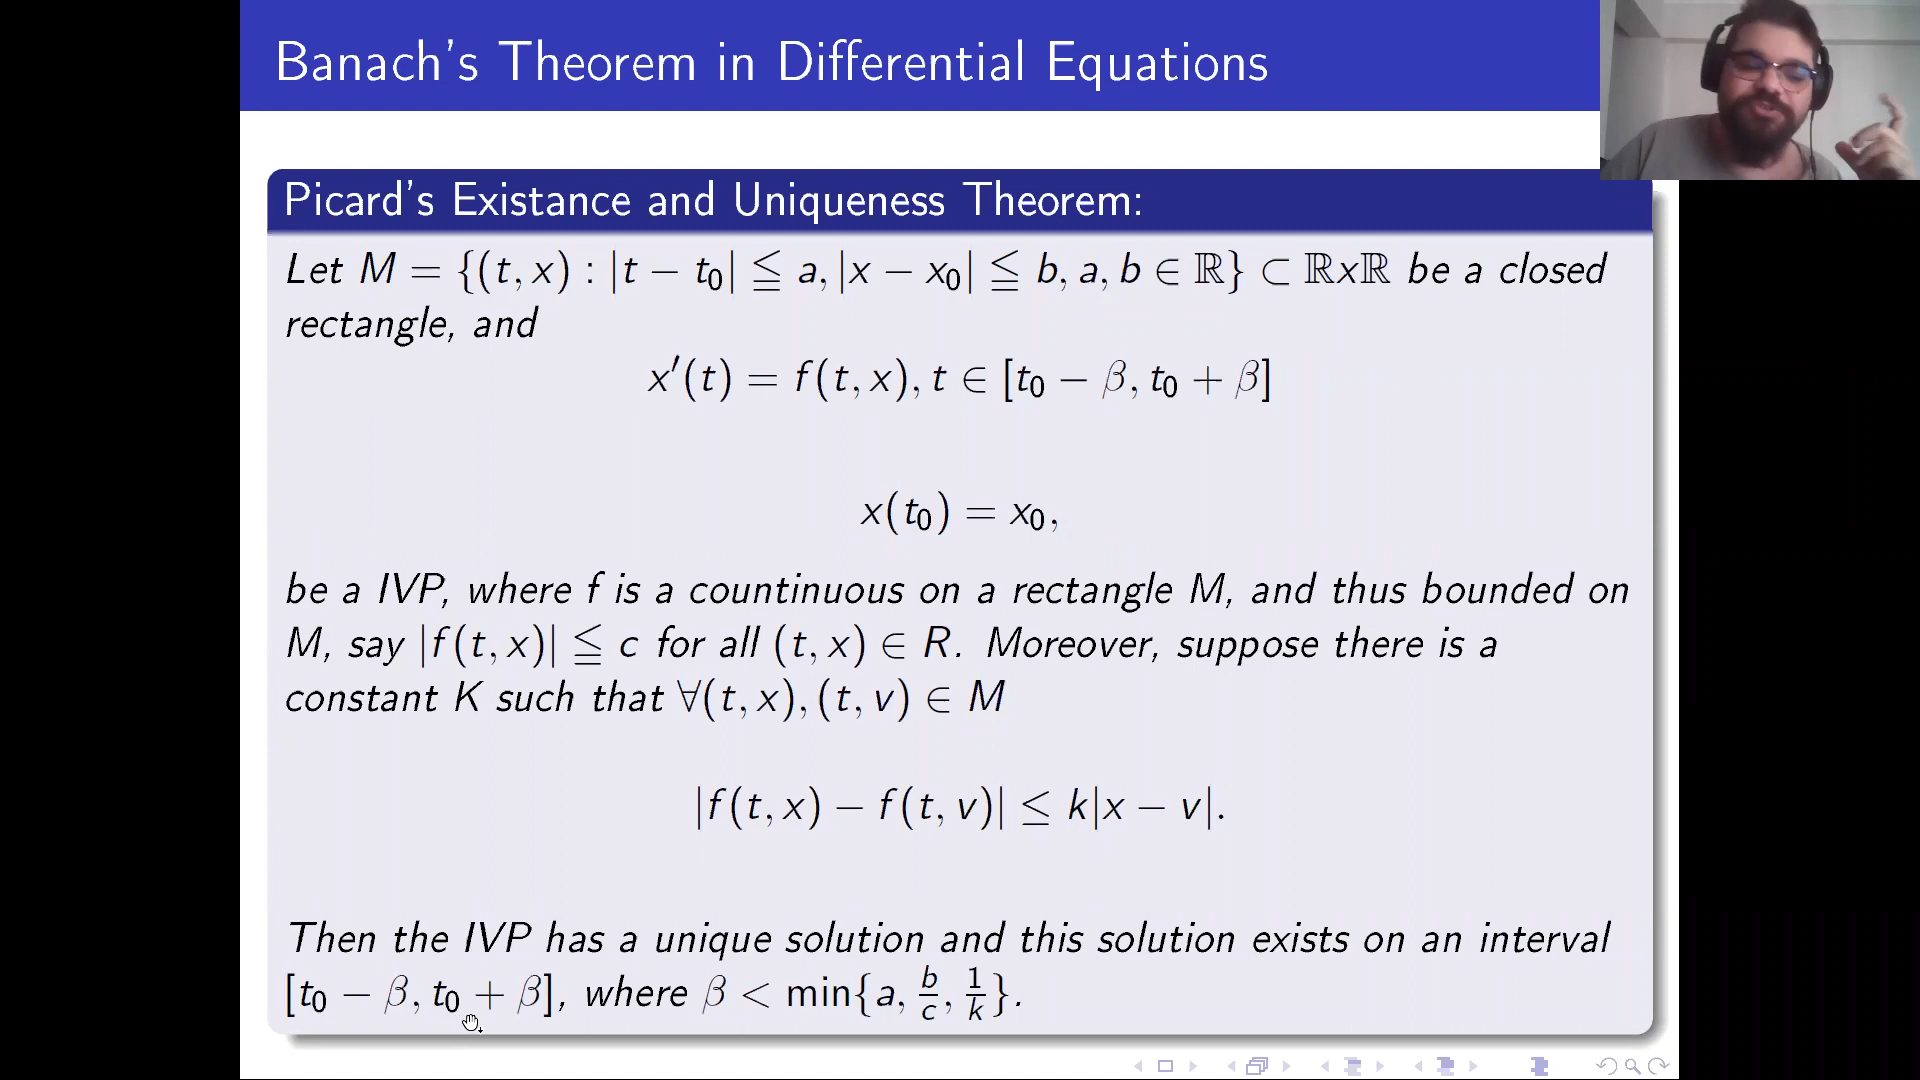 Banach's Theorem in Differential Equations
Picard's Existance and Uniqueness Theorem:
Let M = {(t, x) : |t − t₀| ≦ a, |x − x₀| ≦ b, a, b ∈ ℝ} ⊂ ℝxℝ be a closed
rectangle, and
x′(t) = f(t, x), t ∈ [t₀ − β, t₀ + β]
x(t₀) = x₀,
be a IVP, where f is a countinuous on a rectangle M, and thus bounded on
M, say |f(t, x)| ≦ c for all (t, x) ∈ R. Moreover, suppose there is a
constant K such that ∀(t, x), (t, v) ∈ M
|f(t, x) − f(t, v)| ≤ k|x − v|.
Then the IVP has a unique solution and this solution exists on an interval
[t₀ − β, t₀ + β], where β < min{a, b/c, 1/k}.